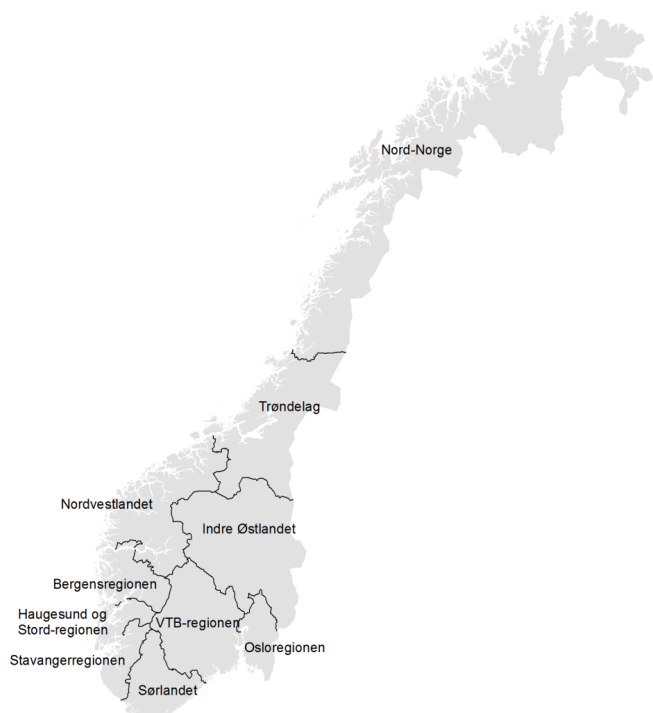 Nord-Norge
Trøndelag
Nordvestlandet
Indre Østlandet
Bergensregionen
Haugesund og
Stord-regionen
VTB-regionen
Osloregionen
Stavangerregionen
Sørlandet